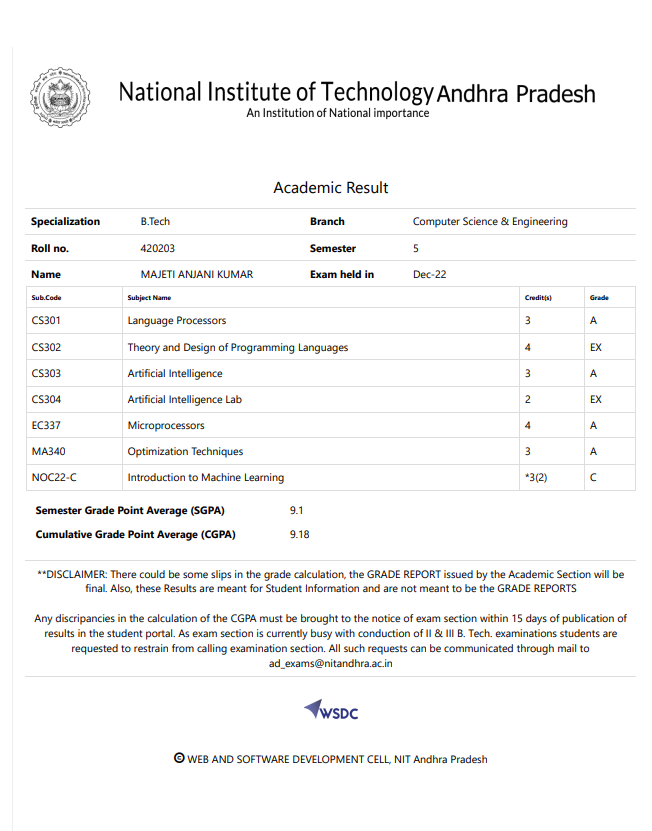 National Institute of Technology Andhra Pradesh
An Institution of National importance
Academic Result
Specialization B.Tech Branch Computer Science & Engineering
Roll no. 420203 Semester 5
Name MAJETI ANJANI KUMAR Exam held in Dec-22
Sub.Code Subject Name Credit(s) Grade
CS301 Language Processors 3 A
CS302 Theory and Design of Programming Languages 4 EX
CS303 Artificial Intelligence 3 A
CS304 Artificial Intelligence Lab 2 EX
EC337 Microprocessors 4 A
MA340 Optimization Techniques 3 A
NOC22-C Introduction to Machine Learning *3(2) C
Semester Grade Point Average (SGPA) 9.1
Cumulative Grade Point Average (CGPA) 9.18
**DISCLAIMER: There could be some slips in the grade calculation, the GRADE REPORT issued by the Academic Section will be
final. Also, these Results are meant for Student Information and are not meant to be the GRADE REPORTS
Any discripancies in the calculation of the CGPA must be brought to the notice of exam section within 15 days of publication of
results in the student portal. As exam section is currently busy with conduction of II & III B. Tech. examinations students are
requested to restrain from calling examination section. All such requests can be communicated through mail to
ad_exams@nitandhra.ac.in
WSDC
© WEB AND SOFTWARE DEVELOPMENT CELL, NIT Andhra Pradesh